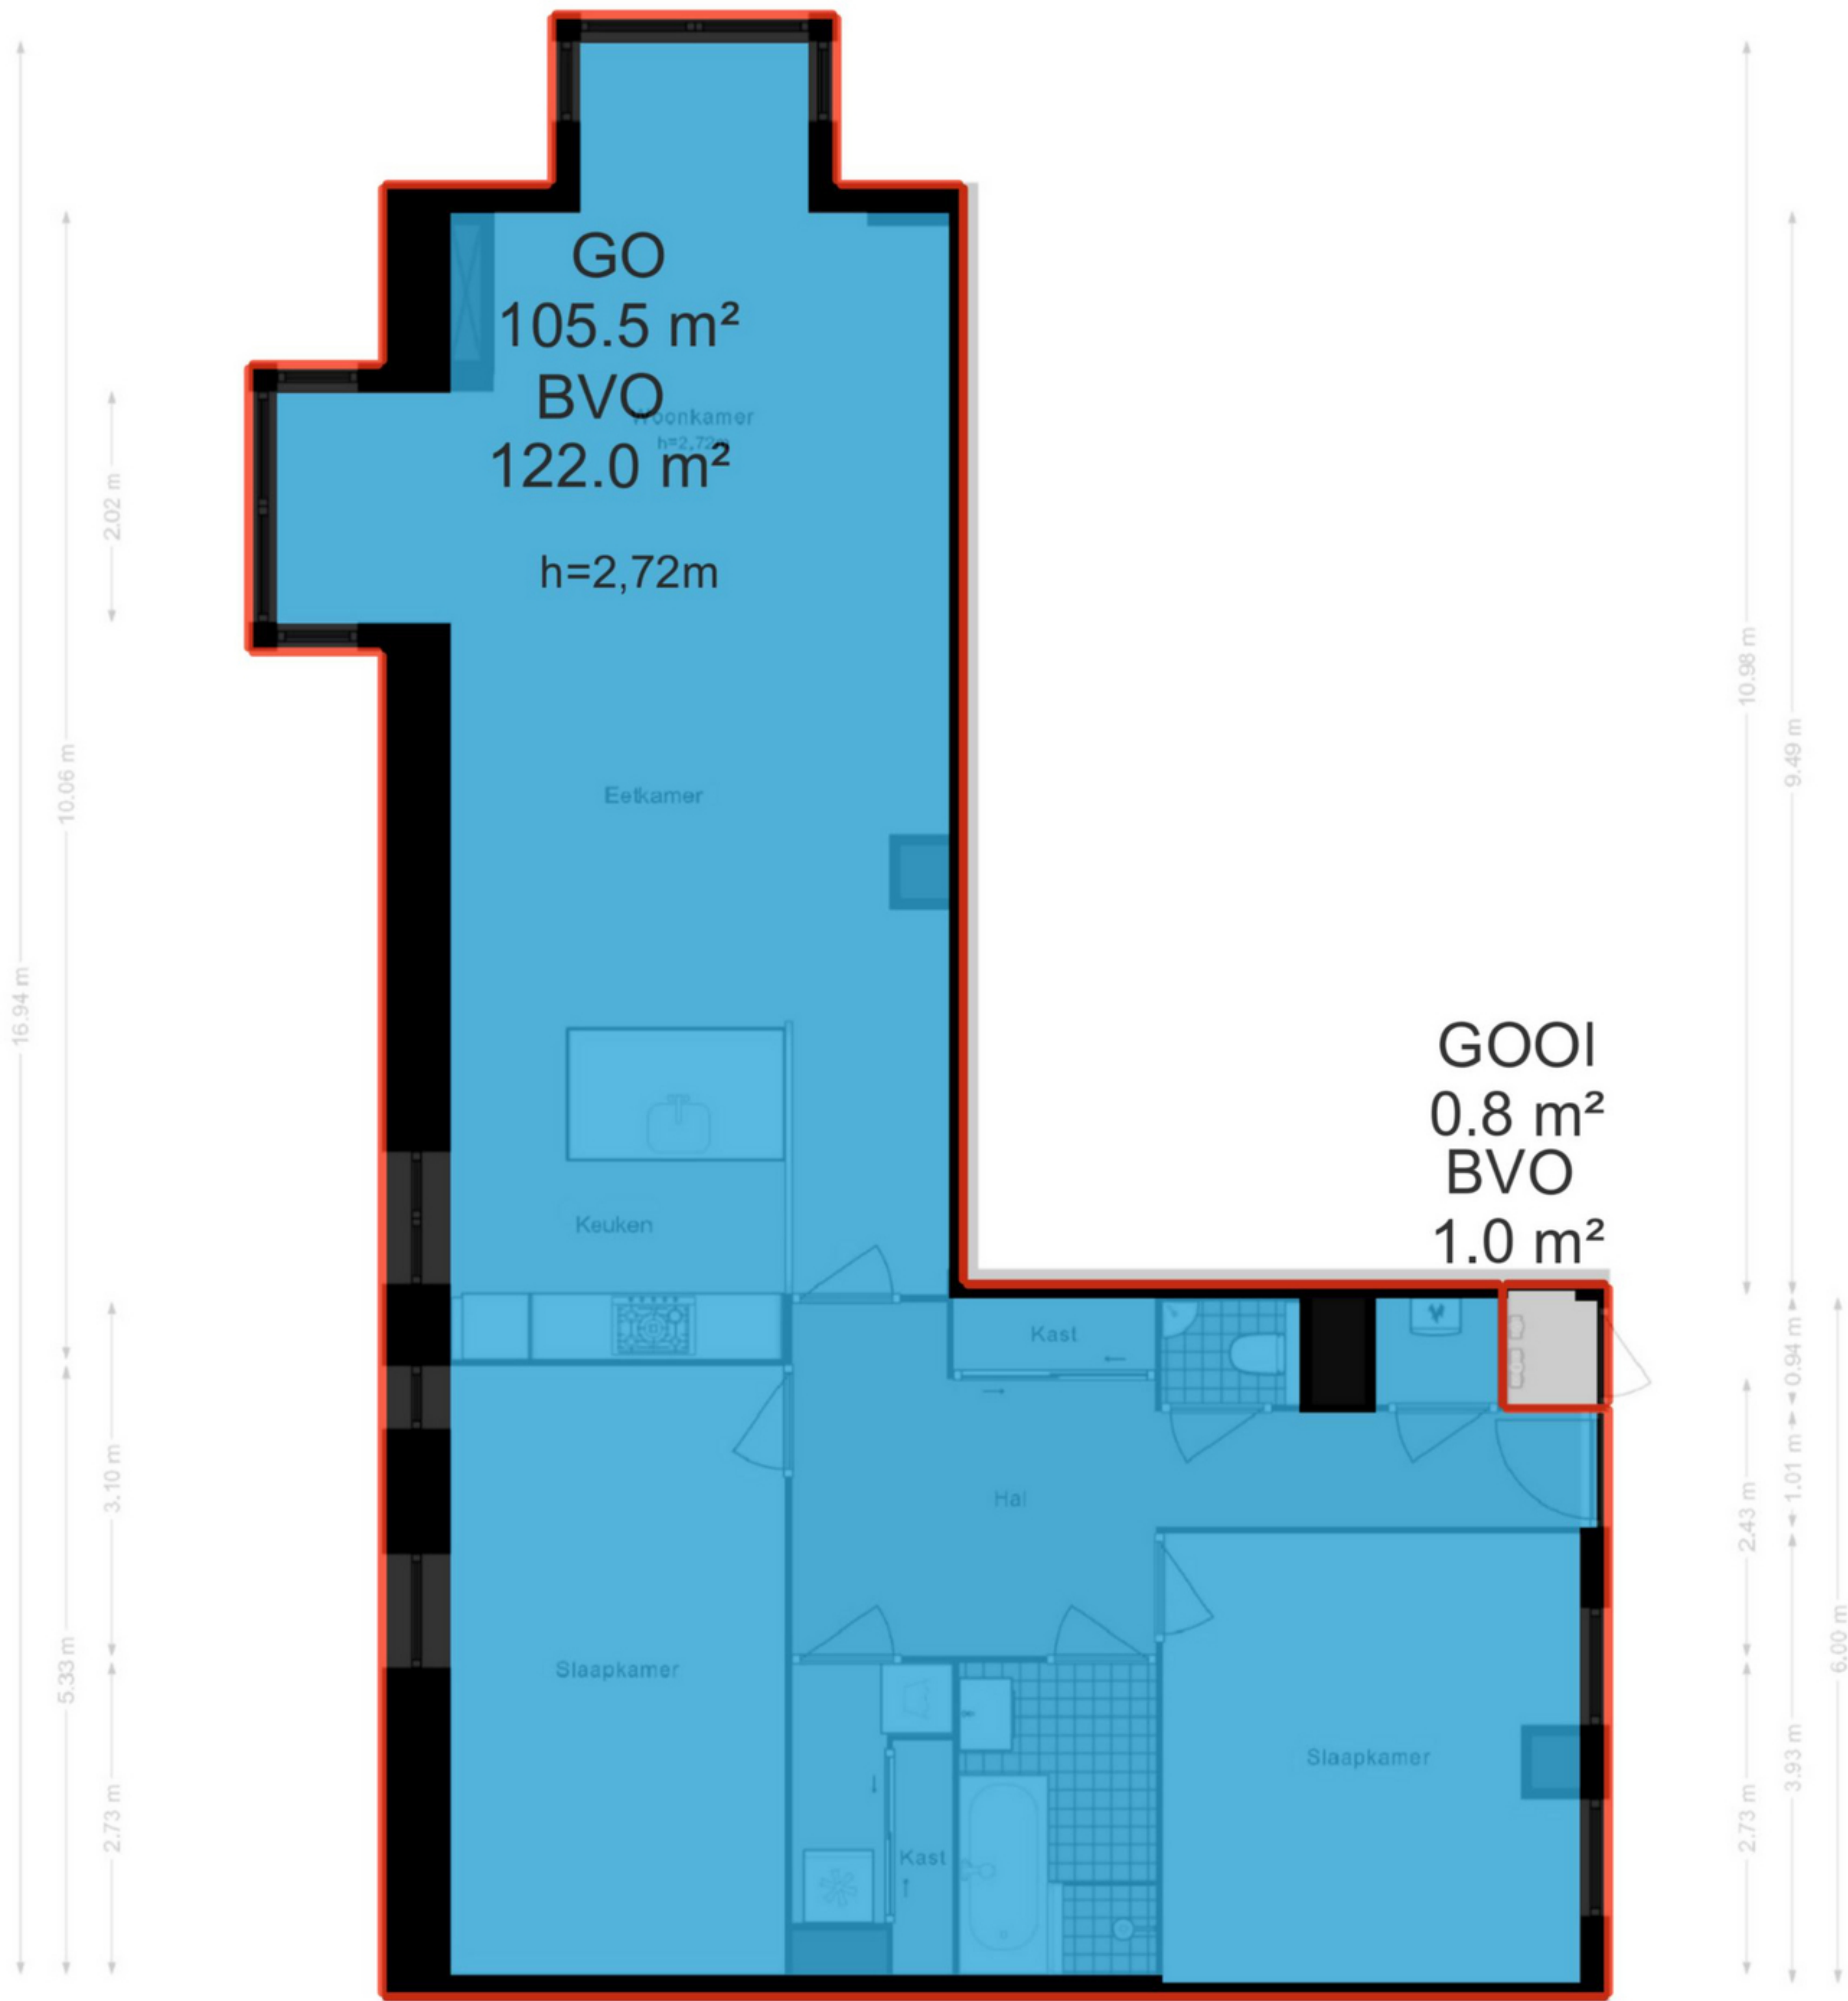 GO
105.5 m²
BVO
Woonkamer
h=2,72m
122.0 m²
h=2,72m
Eetkamer
Keuken
GOOI
0.8 m²
BVO
1.0 m²
Kast
Hal
Slaapkamer
Slaapkamer
Kast
16.94 m
10.06 m
5.33 m
2.02 m
3.10 m
2.73 m
10.98 m
2.43 m
2.73 m
9.49 m
0.94 m
1.01 m
3.93 m
6.00 m